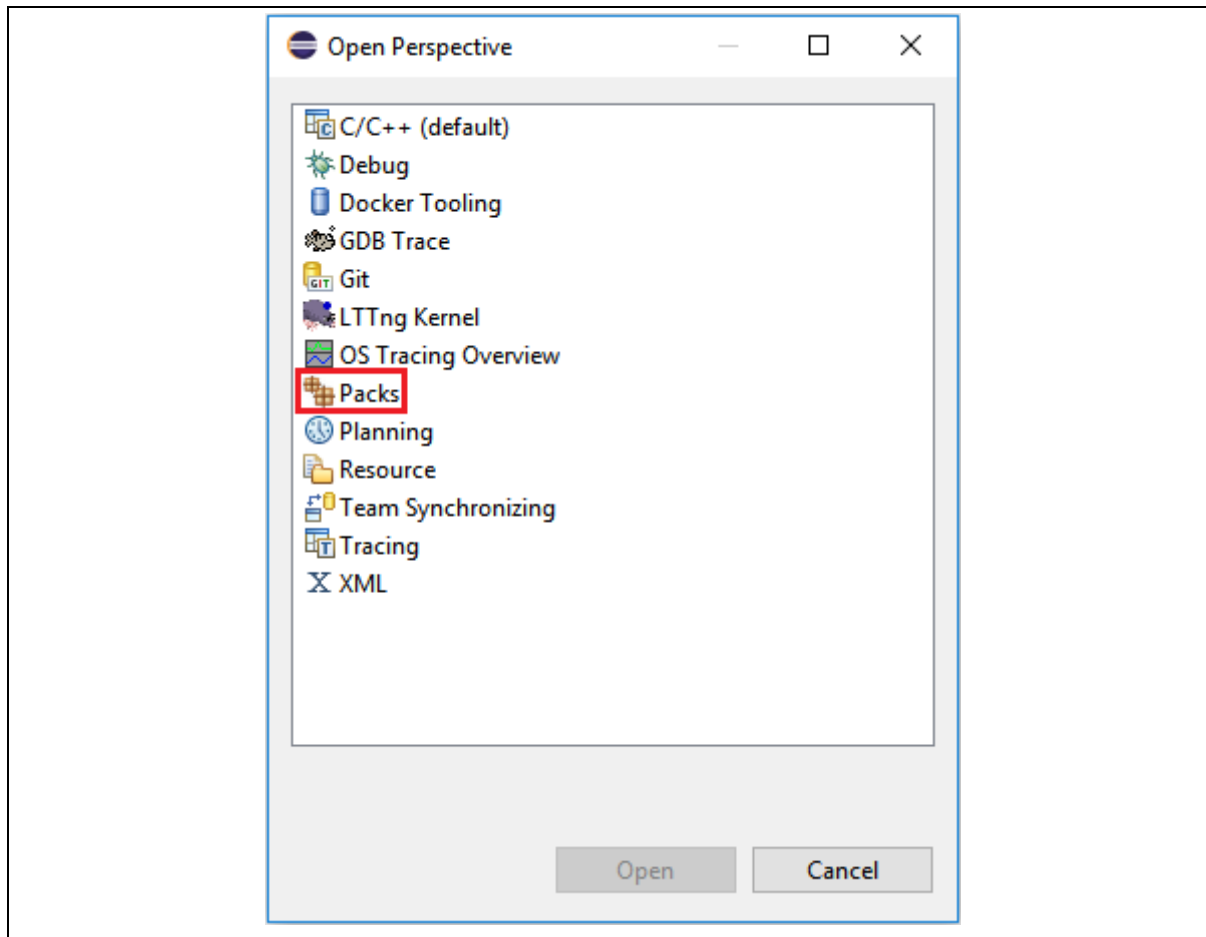 Open Perspective
C/C++ (default)
Debug
Docker Tooling
GDB Trace
GIT Git
LTTng Kernel
OS Tracing Overview
Packs
Planning
Resource
Team Synchronizing
Tracing
XML
Open Cancel